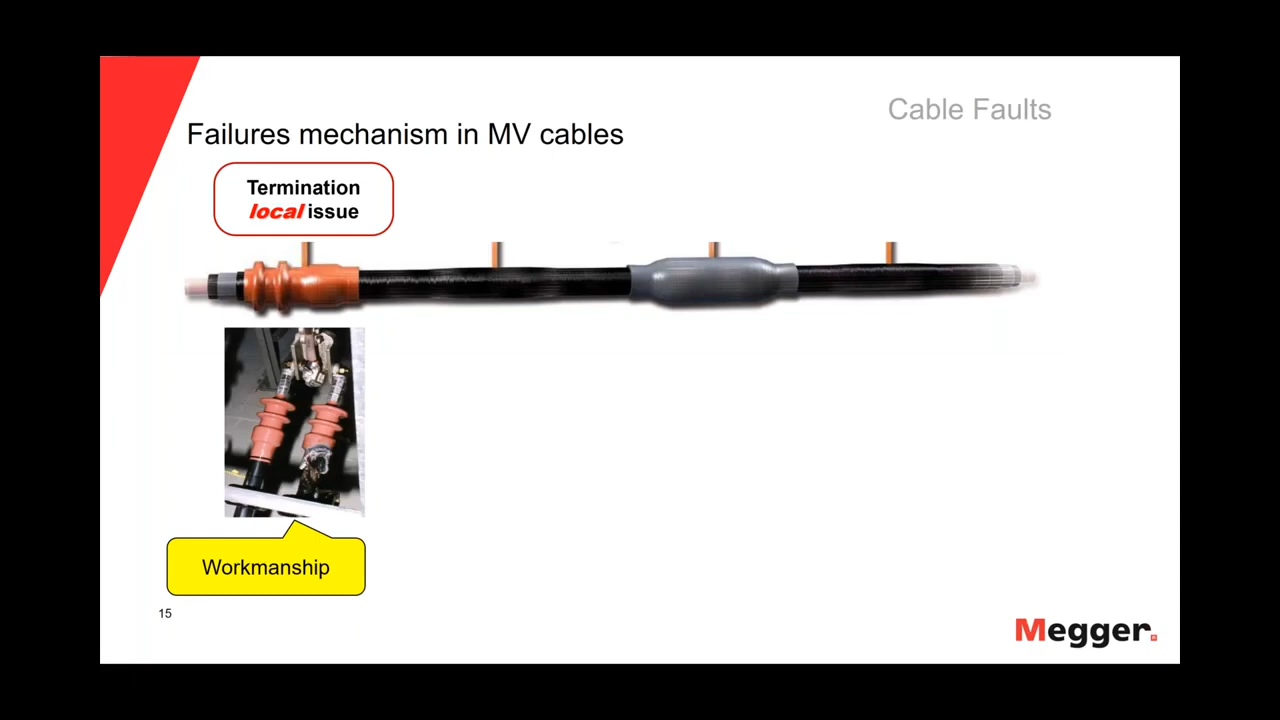 Cable Faults
Failures mechanism in MV cables
Termination
local issue
Workmanship
15
Megger.